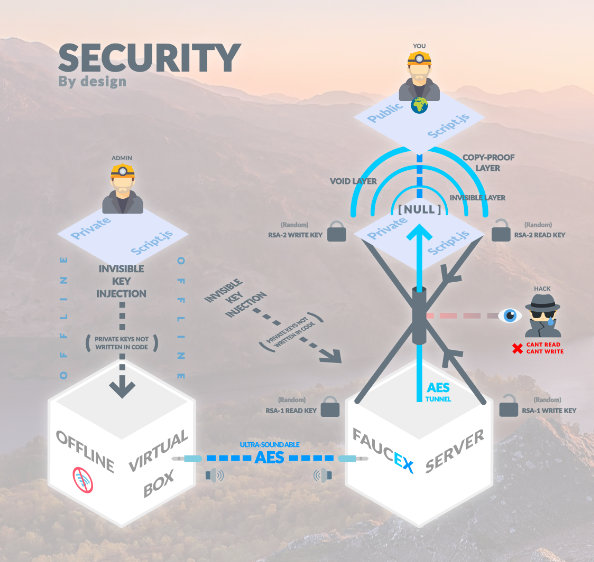 SECURITY
By design
YOU
Public
Script.js
COPY-PROOF
LAYER
VOID LAYER
INVISIBLE LAYER
[NULL]
ADMIN
Private
Script.js
Private
Script.js
(Random)
RSA-2 WRITE KEY
(Random)
RSA-2 READ KEY
OFFLINE
OFFLINE
INVISIBLE
KEY
INJECTION
(PRIVATE KEYS NOT
WRITTEN IN CODE)
INVISIBLE
KEY
INJECTION
(PRIVATE KEYS NOT
WRITTEN IN CODE)
HACK
CANT READ
CANT WRITE
AES
TUNNEL
(Random)
RSA-1 READ KEY
(Random)
RSA-1 WRITE KEY
OFFLINE
VIRTUAL
BOX
ULTRA-SOUNDABLE
AES
FAUCEX
SERVER